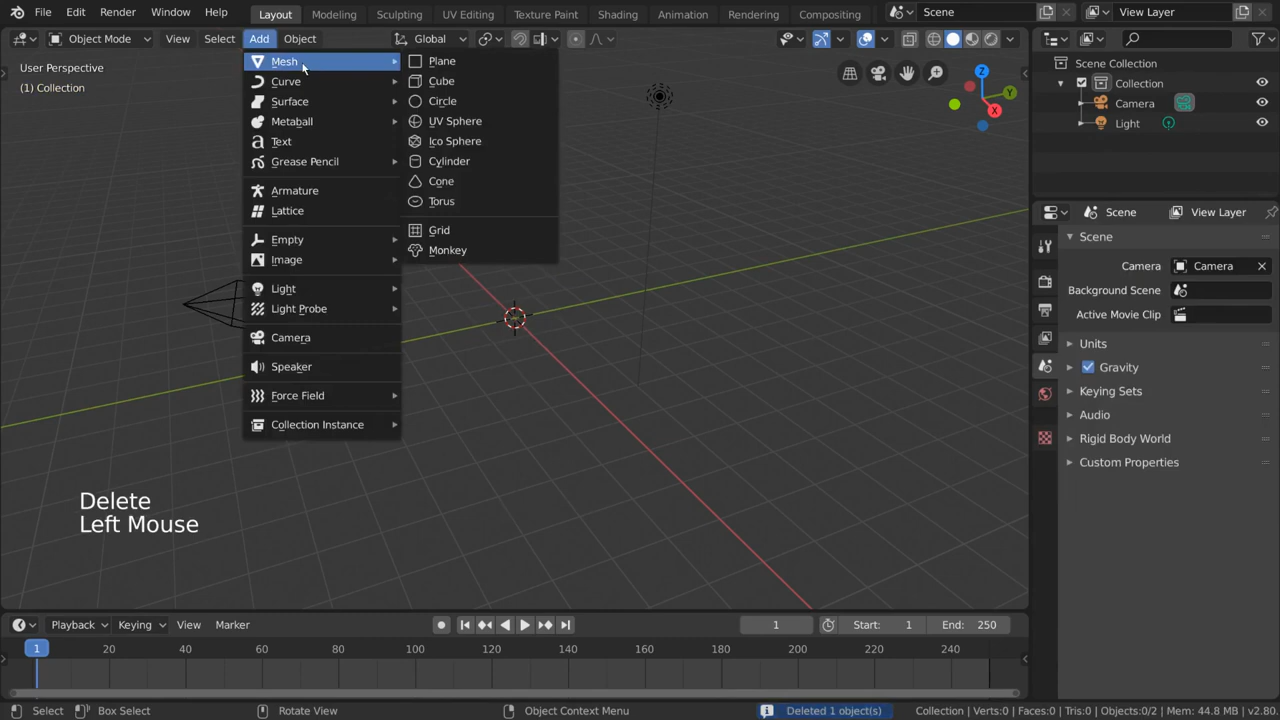 File Edit Render Window Help Layout Modeling Sculpting UV Editing Texture Paint Shading Animation Rendering Compositing Scene View Layer
Object Mode View Select Add Object Global
User Perspective
(1) Collection
Mesh
Curve
Surface
Metaball
Text
Grease Pencil
Armature
Lattice
Empty
Image
Light
Light Probe
Camera
Speaker
Force Field
Collection Instance
Plane
Cube
Circle
UV Sphere
Ico Sphere
Cylinder
Cone
Torus
Grid
Monkey
Z
Y
X
Delete
Left Mouse
Scene Collection
Collection
Camera
Light
Scene View Layer
Scene
Camera Camera
Background Scene
Active Movie Clip
Units
Gravity
Keying Sets
Audio
Rigid Body World
Custom Properties
Playback Keying View Marker 1 Start: 1 End: 250
1 20 40 60 80 100 120 140 160 180 200 220 240
Select Box Select Rotate View Object Context Menu Deleted 1 object(s) Collection | Verts:0 | Faces:0 | Tris:0 | Objects:0/2 | Mem: 44.8 MB | v2.80